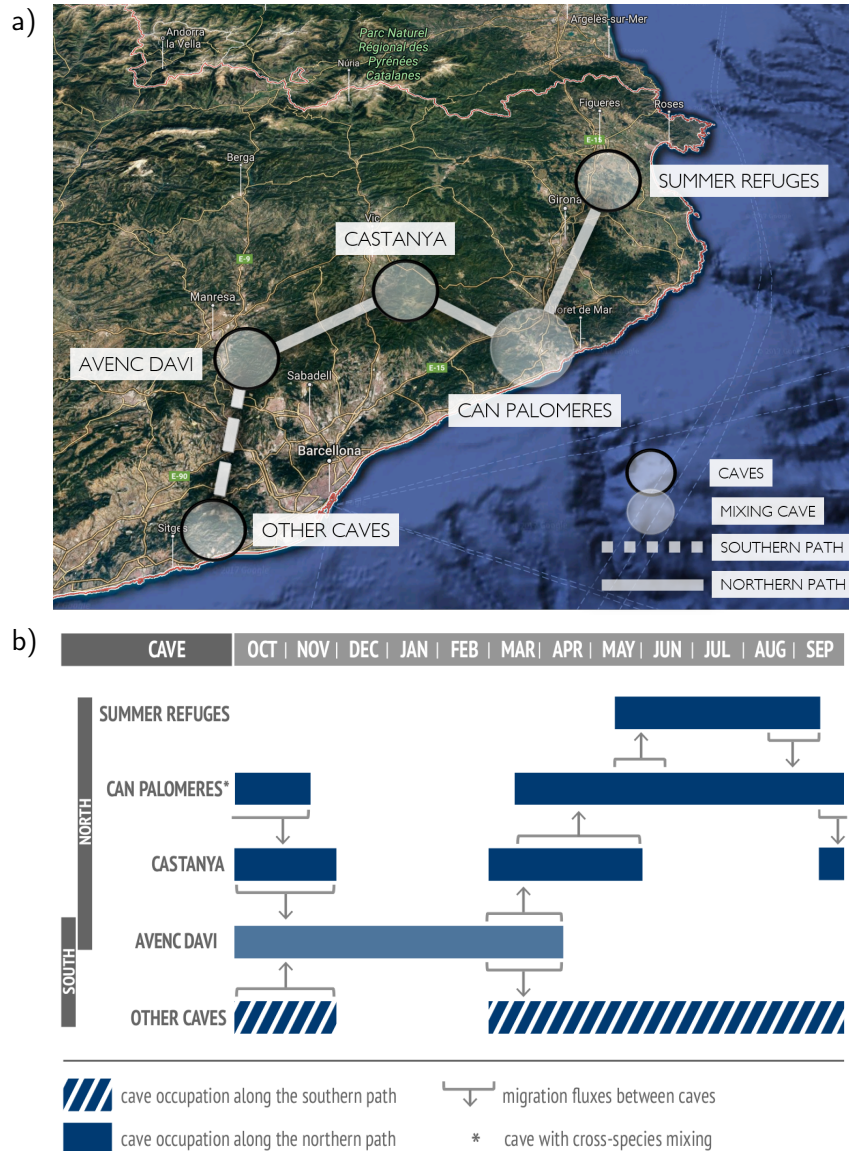 a)
Andorra
la Vella
Parc Naturel
Régional des
Pyrénées
Catalanes
Núria
Argelès-sur-Mer
Figueres
Roses
E-15
Berga
SUMMER REFUGES
Girona
Vic
CASTANYA
E-9
Manresa
oret de Mar
AVENC DAVI
E-15
Sabadell
CAN PALOMERES
Barcellona
E-90
CAVES
Sitges
OTHER CAVES
MIXING CAVE
SOUTHERN PATH
NORTHERN PATH
b)
CAVE OCT | NOV | DEC | JAN | FEB | MAR | APR | MAY | JUN | JUL | AUG | SEP
SUMMER REFUGES
CAN PALOMERES*
NORTH
CASTANYA
AVENC DAVI
SOUTH
OTHER CAVES
cave occupation along the southern path
migration fluxes between caves
cave occupation along the northern path
* cave with cross-species mixing